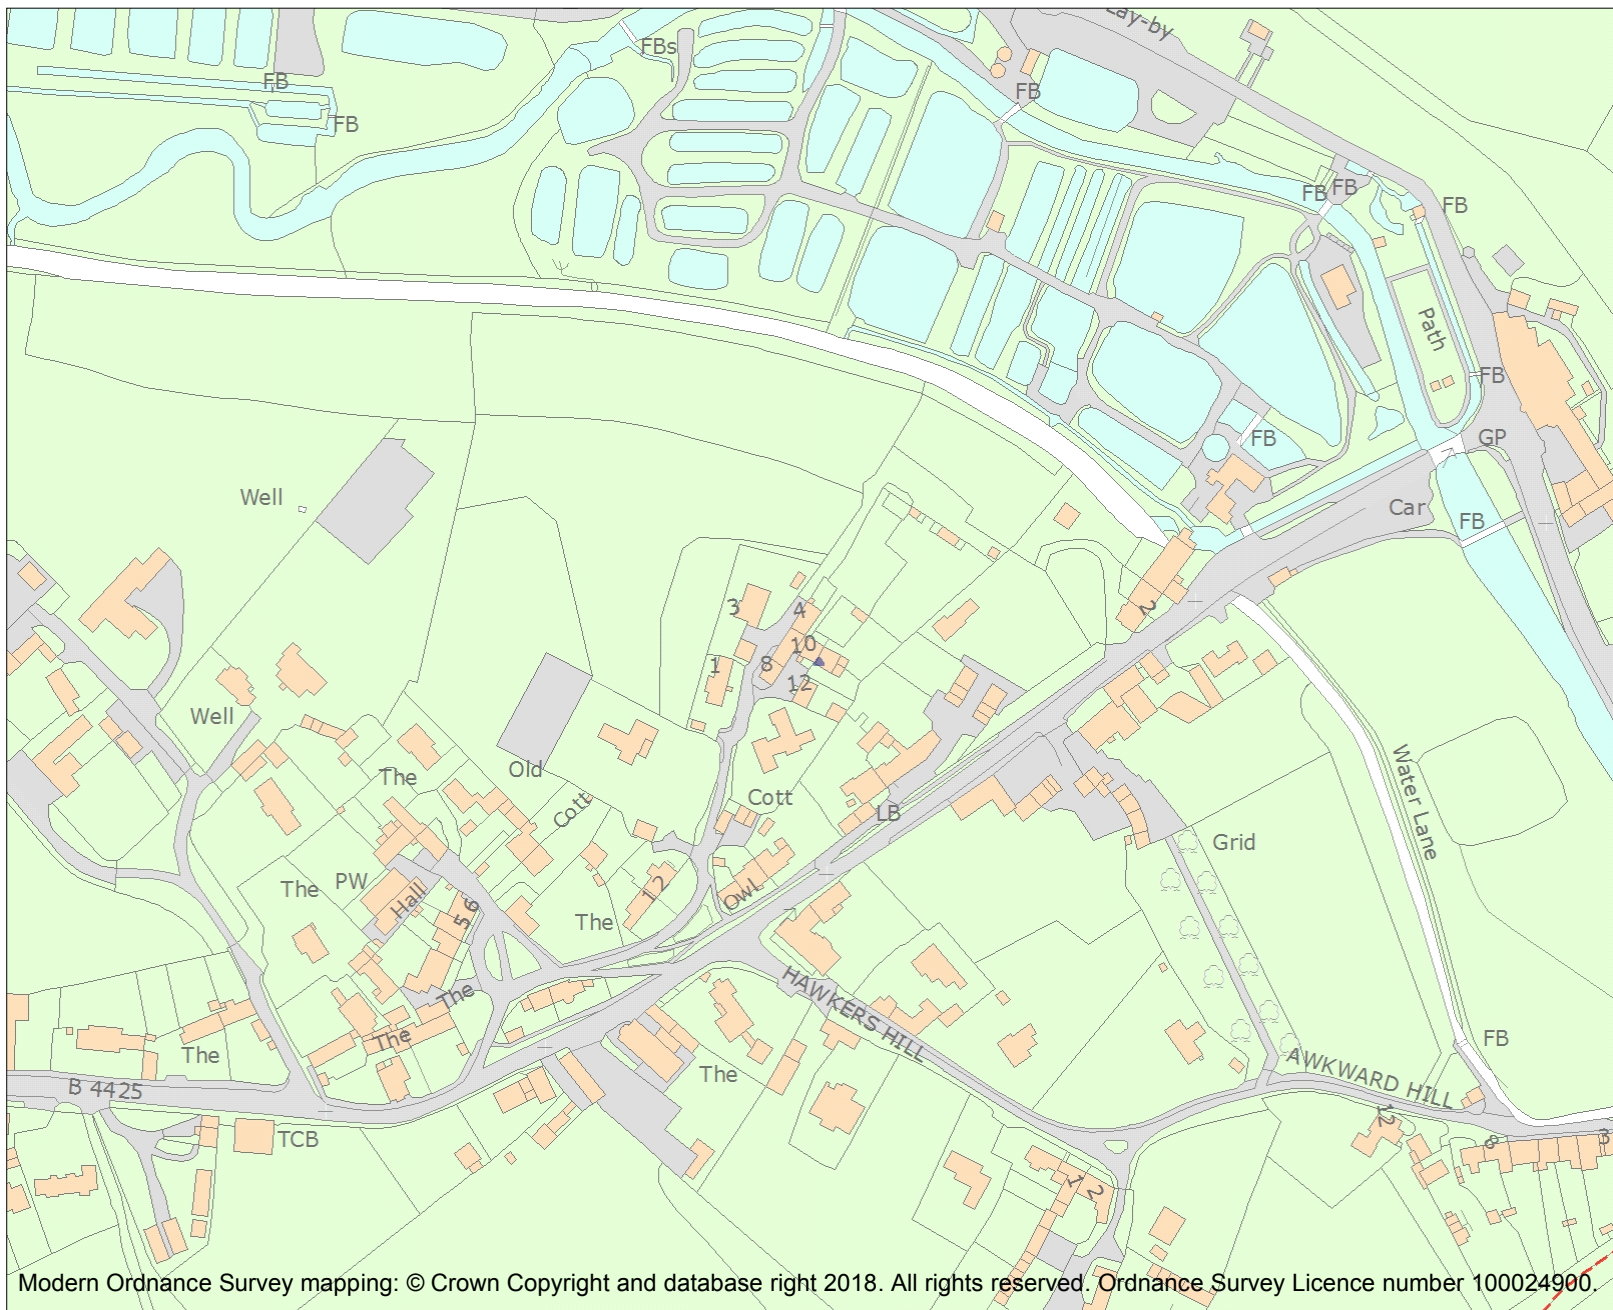 Lay-by
FBs
FB
FB
FB
FB
FB
FB
Path
FB
GP
FB
Car
FB
Well
3
4
10
1
8
12
2
Well
The
Old
Cott
Cott
LB
Water Lane
Grid
The
PW
Hall
5 6
1 2
Owl
The
The
The
HAWKERS HILL
The
The
B 4425
TCB
FB
AWKWARD HILL
12
8
3
1
2
Modern Ordnance Survey mapping: © Crown Copyright and database right 2018. All rights reserved. Ordnance Survey Licence number 100024900.